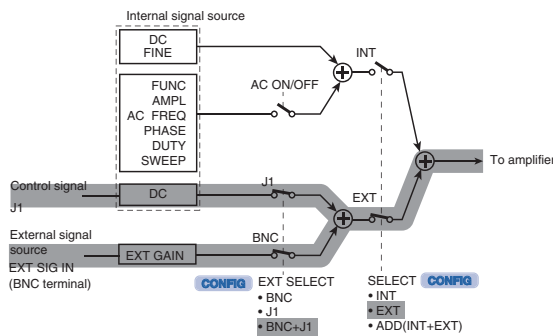 Internal signal source
DC
FINE
INT
FUNC
AMPL
AC FREQ
PHASE
DUTY
SWEEP
AC ON/OFF
To amplifier
Control signal
J1
DC
J1
EXT
External signal
source
EXT SIG IN
(BNC terminal)
EXT GAIN
BNC
CONFIG EXT SELECT
• BNC
• J1
• BNC+J1
SELECT CONFIG
• INT
• EXT
• ADD(INT+EXT)